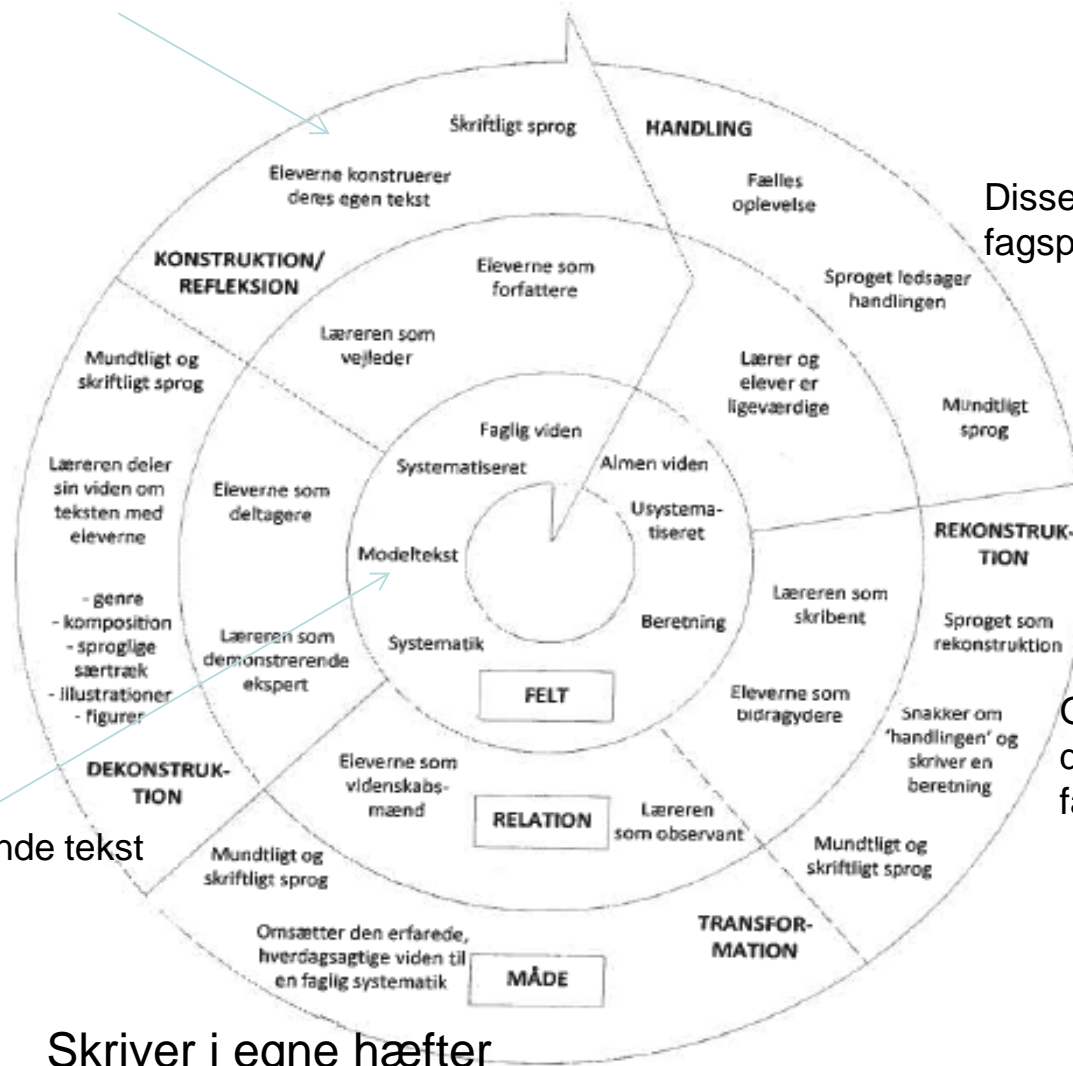 Skriftligt sprog
HANDLING
Eleverne konstruerer
deres egen tekst
Fælles
oplevelse
Disse
fagsp
KONSTRUKTION/
REFLEKSION
Eleverne som
forfattere
Sproget ledsager
handlingen
Læreren som
vejleder
Mundtligt og
skriftligt sprog
Lærer og
elever er
ligeværdige
Mundtligt
sprog
Faglig viden
Systematiseret
Almen viden
Usystema-
tiseret
Læreren deler
sin viden om
teksten med
eleverne
Eleverne som
deltagere
Modeltekst
REKONSTRUK-
TION
- genre
- komposition
- sproglige
særtræk
- illustrationer
- figurer
Læreren som
demonstrerende
ekspert
Systematik
Beretning
Læreren som
skribent
Sproget som
rekonstruktion
FELT
Eleverne som
bidragydere
Snakker om
'handlingen' og
skriver en
beretning
DEKONSTRUK-
TION
Eleverne som
videnskabs-
mænd
RELATION
Læreren
som observant
nde tekst
Mundtligt og
skriftligt sprog
Mundtligt og
skriftligt sprog
TRANSFOR-
MATION
Omsætter den erfarede,
hverdagsagtige viden til
en faglig systematik
MÅDE
Skriver i egne hæfter